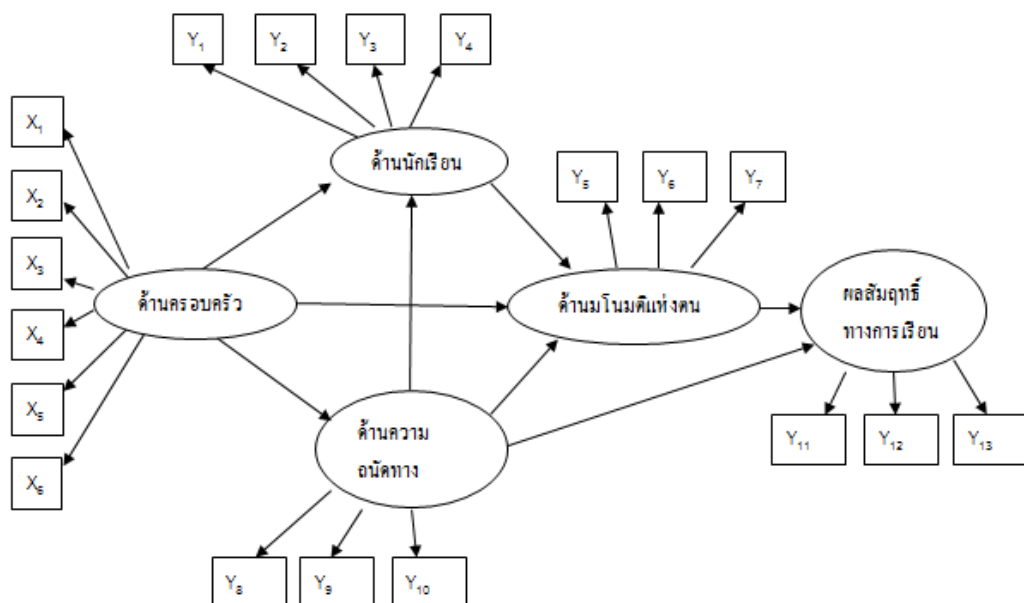 Y₁ Y₂ Y₃ Y₄
X₁
ด้านนักเรียน
Y₅ Y₆ Y₇
X₂
X₃
ด้านครอบครัว
ด้านมโนมติแห่งตน
ผลสัมฤทธิ์
ทางการเรียน
X₄
X₅
ด้านความ
ถนัดทาง
Y₁₁ Y₁₂ Y₁₃
X₆
Y₈ Y₉ Y₁₀